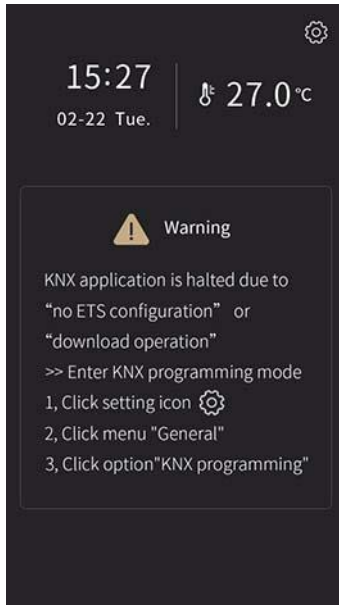 15:27
02-22 Tue.
27.0℃
Warning
KNX application is halted due to
“no ETS configuration” or
“download operation”
>> Enter KNX programming mode
1, Click setting icon
2, Click menu "General"
3, Click option"KNX programming"